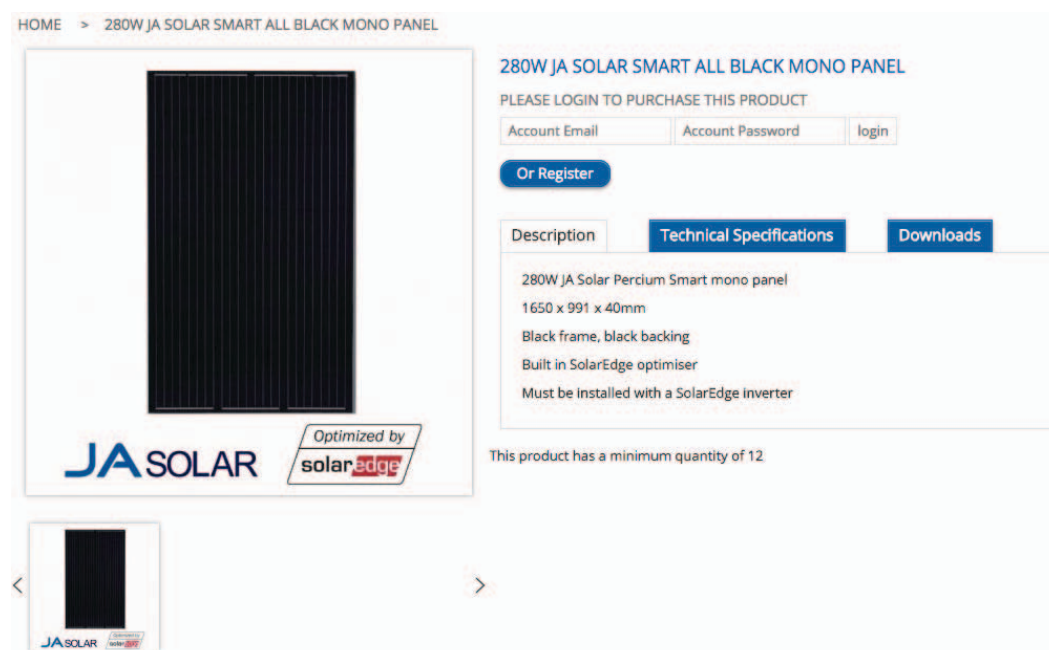 HOME > 280W JA SOLAR SMART ALL BLACK MONO PANEL
280W JA SOLAR SMART ALL BLACK MONO PANEL
PLEASE LOGIN TO PURCHASE THIS PRODUCT
Account Email Account Password login
Or Register
Description Technical Specifications Downloads
280W JA Solar Percium Smart mono panel
1650 x 991 x 40mm
Black frame, black backing
Built in SolarEdge optimiser
Must be installed with a SolarEdge inverter
This product has a minimum quantity of 12
JA SOLAR
Optimized by
solaredge
JA SOLAR
Optimized by
solaredge